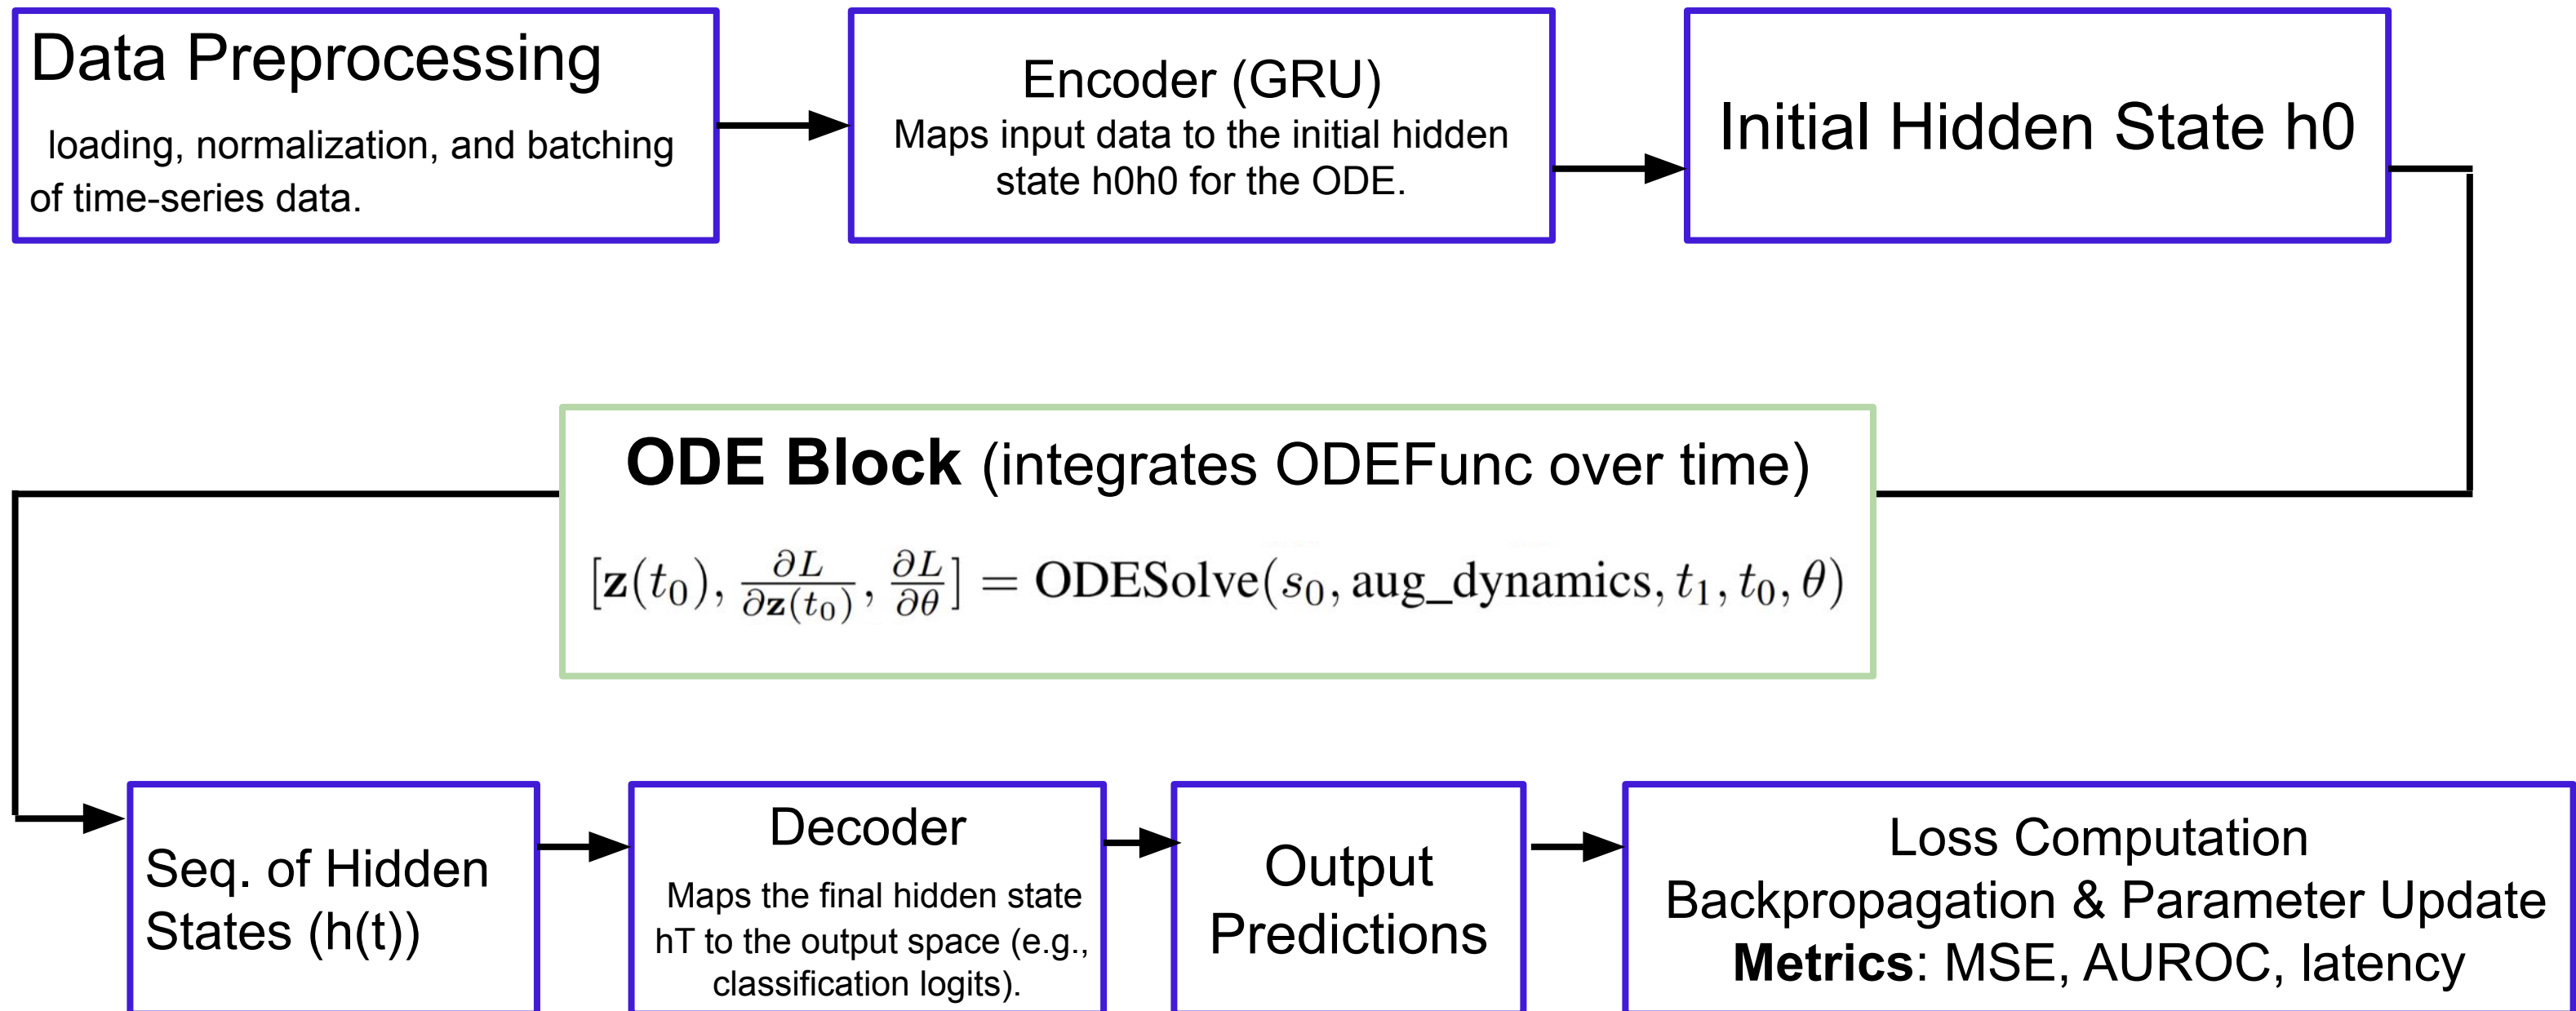 Data Preprocessing
loading, normalization, and batching
of time-series data.
Encoder (GRU)
Maps input data to the initial hidden
state h0h0 for the ODE.
Initial Hidden State h0
ODE Block (integrates ODEFunc over time)
[z(t₀), ∂L/∂z(t₀), ∂L/∂θ] = ODESolve(s₀, aug_dynamics, t₁, t₀, θ)
Seq. of Hidden
States (h(t))
Decoder
Maps the final hidden state
hT to the output space (e.g.,
classification logits).
Output
Predictions
Loss Computation
Backpropagation & Parameter Update
Metrics: MSE, AUROC, latency